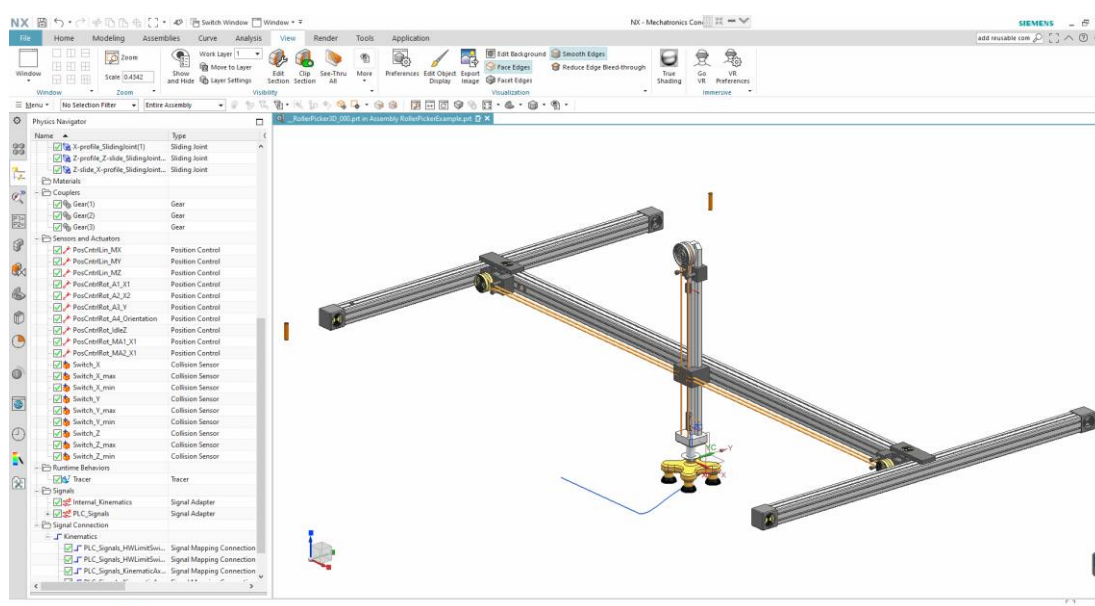 NX
Switch Window
Window
NX - Mechatronics Con
SIEMENS
File
Home
Modeling
Assemblies
Curve
Analysis
View
Render
Tools
Application
add reusable com
Window
Zoom
Scale 0.4342
Show and Hide
Work Layer 1
Move to Layer
Layer Settings
Edit Section
Clip Section
See-Thru All
More
Preferences
Edit Object Display
Export Image
Edit Background
Smooth Edges
Face Edges
Reduce Edge Bleed-through
Facet Edges
True Shading
Go VR
VR Preferences
Window
Zoom
Visibility
Visualization
Immersive
Menu
No Selection Filter
Entire Assembly
Physics Navigator
_RollerPicker3D_000.prt in Assembly RollerPickerExample.prt
Name Type
X-profile_SlidingJoint(1) Sliding Joint
Z-profile_Z-slide_SlidingJoint... Sliding Joint
Z-slide_X-profile_SlidingJoint... Sliding Joint
Materials
Couplers
Gear(1) Gear
Gear(2) Gear
Gear(3) Gear
Sensors and Actuators
PosCntrlLin_MX Position Control
PosCntrlLin_MY Position Control
PosCntrlLin_MZ Position Control
PosCntrlRot_A1_X1 Position Control
PosCntrlRot_A2_X2 Position Control
PosCntrlRot_A3_Y Position Control
PosCntrlRot_A4_Orientation Position Control
PosCntrlRot_IdleZ Position Control
PosCntrlRot_MA1_X1 Position Control
PosCntrlRot_MA2_X1 Position Control
Switch_X Collision Sensor
Switch_X_max Collision Sensor
Switch_X_min Collision Sensor
Switch_Y Collision Sensor
Switch_Y_max Collision Sensor
Switch_Y_min Collision Sensor
Switch_Z Collision Sensor
Switch_Z_max Collision Sensor
Switch_Z_min Collision Sensor
Runtime Behaviors
Tracer Tracer
Signals
Internal_Kinematics Signal Adapter
PLC_Signals Signal Adapter
Signal Connection
Kinematics
PLC_Signals_HWLimitSwi... Signal Mapping Connection
PLC_Signals_HWLimitSwi... Signal Mapping Connection
PLC_Signals_KinematicAx... Signal Mapping Connection
YC
Y
X